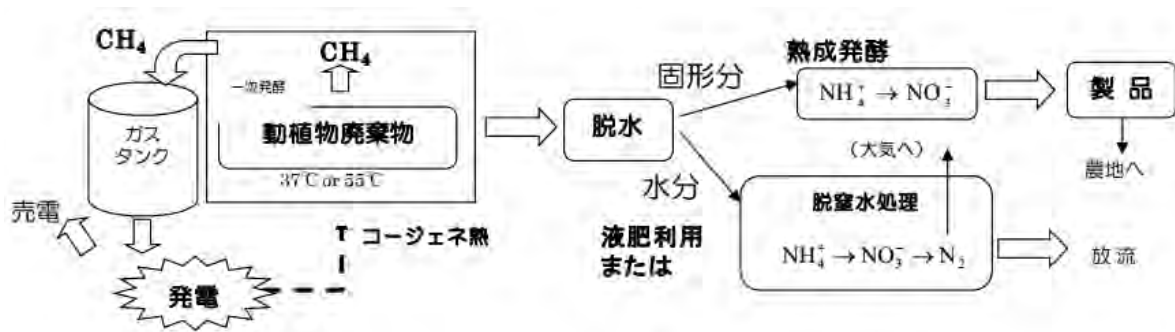 CH₄
CH₄
一次発酵
動植物廃棄物
37℃ or 55℃
ガス
タンク
売電
発電
コージェネ熱
脱水
固形分
水分
熟成発酵
NH₄⁺ → NO₃⁻
製品
農地へ
(大気へ)
液肥利用
または
脱窒水処理
NH₄⁺ → NO₃⁻ → N₂
放流